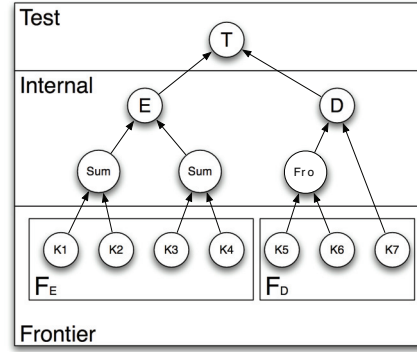 Test
T
Internal
E
D
Sum
Sum
Fro
K1
K2
K3
K4
K5
K6
K7
FE
FD
Frontier